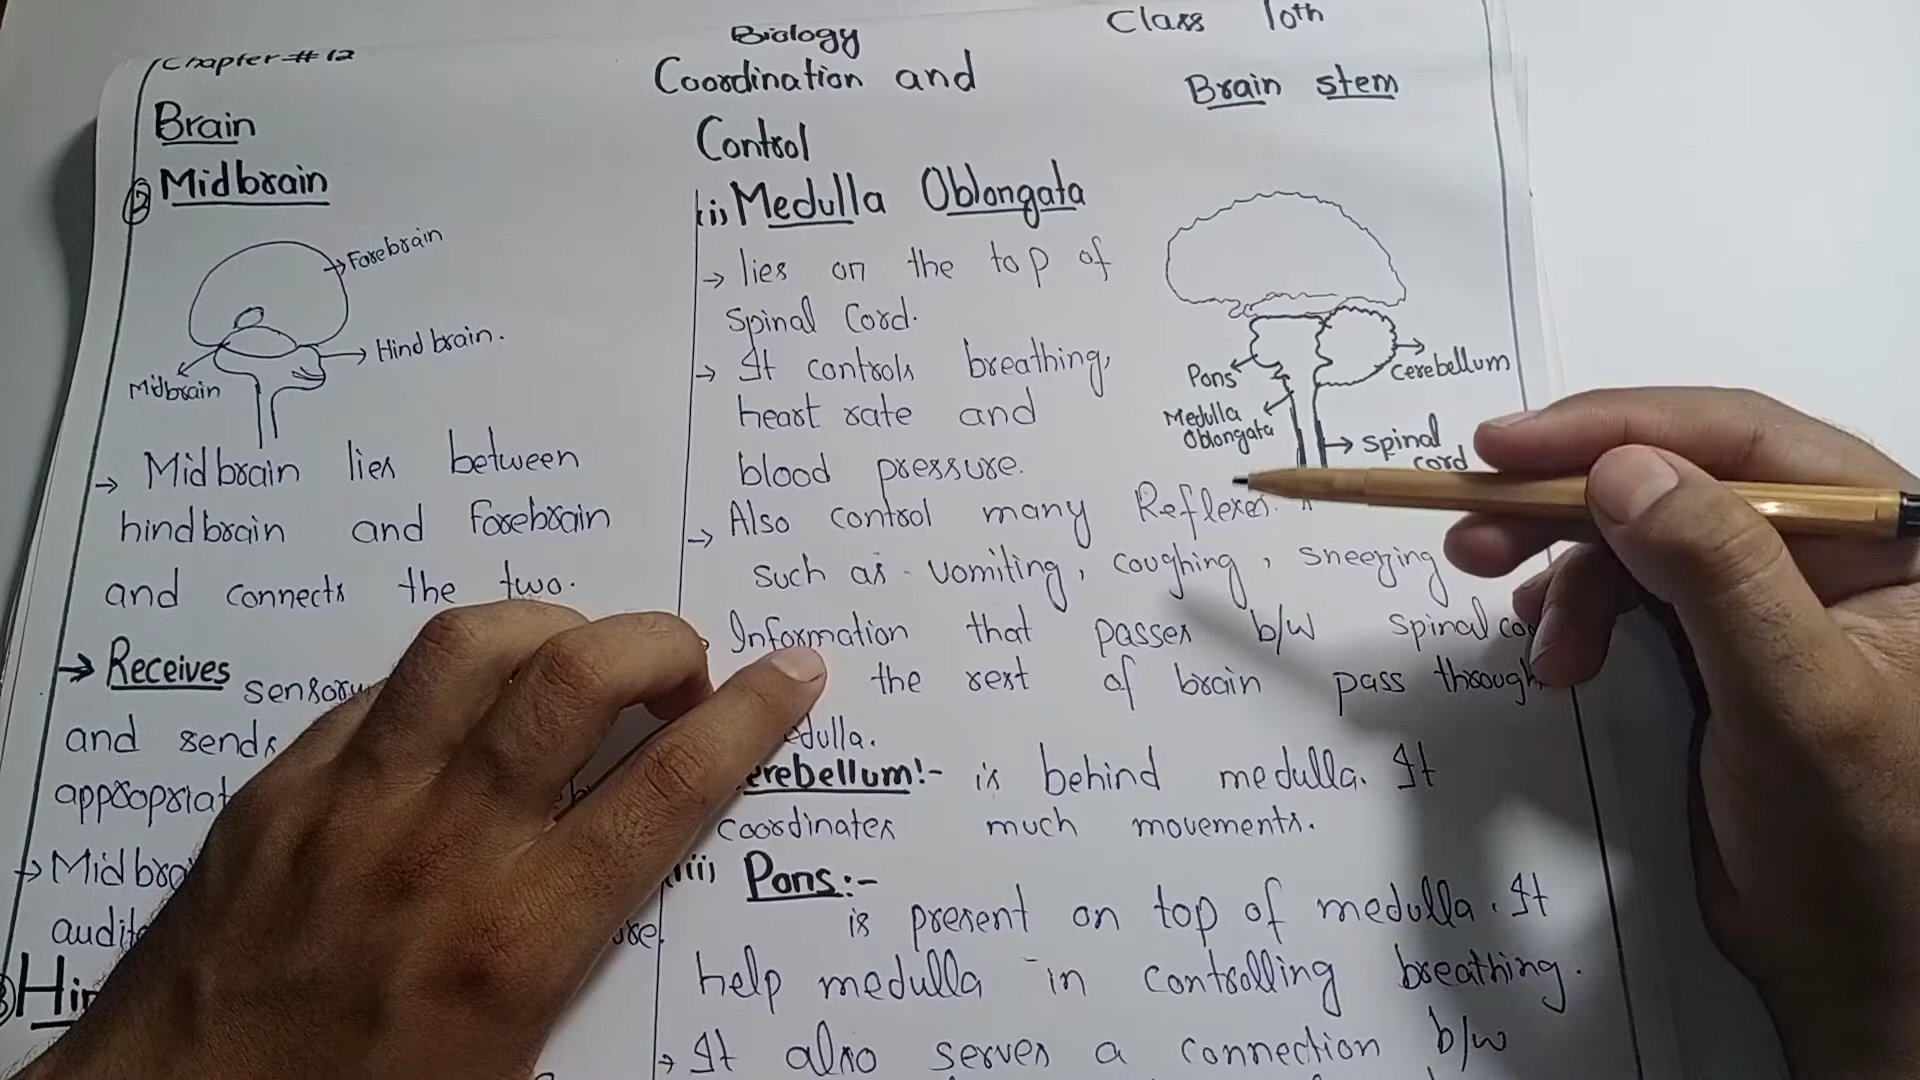 Chapter # 12
Biology
Class 10th
Coordination and
Control
Brain stem
Brain
② Midbrain
Forebrain
Hind brain.
Midbrain
→ Midbrain lies between
hindbrain and forebrain
and connects the two.
→ Receives sensory
and sends
→ Midbra
(i) Medulla Oblongata
→ lies on the top of
Spinal Cord.
→ It controls breathing,
heart rate and
blood pressure.
→ Also control many Reflexes.
such as - vomiting, coughing, sneezing
Information that passes b/w spinal
the rest of brain pass through
edulla.
erebellum!- is behind medulla. It
coordinates much movements.
(iii) Pons:-
is present on top of medulla. It
help medulla in controlling breathing.
→ It also serves a connection b/w
Pons
Cerebellum
Medulla
Oblongata
Spinal
cord